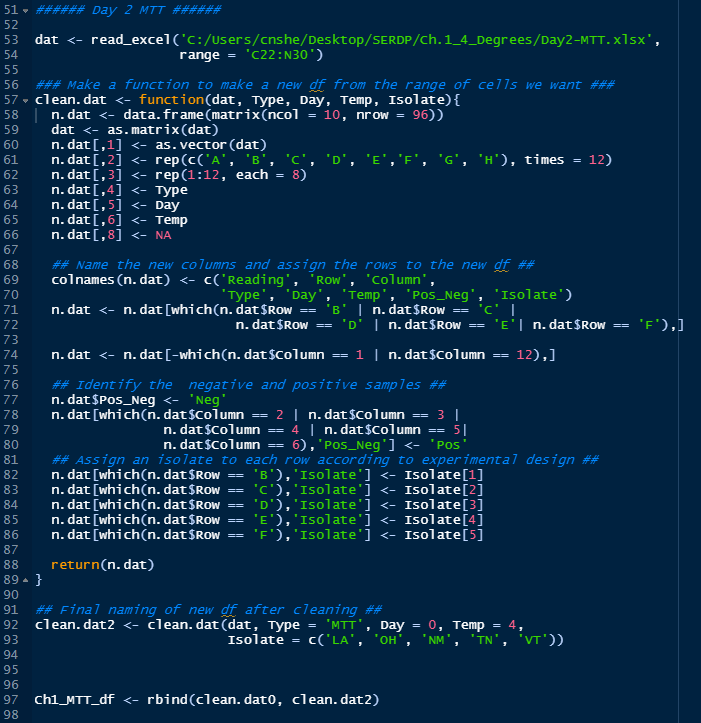 51 ###### Day 2 MTT ######
52
53 dat <- read_excel('C:/Users/cnshe/Desktop/SERDP/Ch.1_4_Degrees/Day2-MTT.xlsx',
54                   range = 'C22:N30')
55
56 ### Make a function to make a new df from the range of cells we want ###
57 clean.dat <- function(dat, Type, Day, Temp, Isolate){
58   n.dat <- data.frame(matrix(ncol = 10, nrow = 96))
59   dat <- as.matrix(dat)
60   n.dat[,1] <- as.vector(dat)
61   n.dat[,2] <- rep(c('A', 'B', 'C', 'D', 'E','F', 'G', 'H'), times = 12)
62   n.dat[,3] <- rep(1:12, each = 8)
63   n.dat[,4] <- Type
64   n.dat[,5] <- Day
65   n.dat[,6] <- Temp
66   n.dat[,8] <- NA
67
68   ## Name the new columns and assign the rows to the new df ##
69   colnames(n.dat) <- c('Reading', 'Row', 'Column',
70                        'Type', 'Day', 'Temp', 'Pos_Neg', 'Isolate')
71   n.dat <- n.dat[which(n.dat$Row == 'B' | n.dat$Row == 'C' |
72                          n.dat$Row == 'D' | n.dat$Row == 'E'| n.dat$Row == 'F'),]
73
74   n.dat <- n.dat[-which(n.dat$Column == 1 | n.dat$Column == 12),]
75
76   ## Identify the  negative and positive samples ##
77   n.dat$Pos_Neg <- 'Neg'
78   n.dat[which(n.dat$Column == 2 | n.dat$Column == 3 |
79                 n.dat$Column == 4 | n.dat$Column == 5|
80                 n.dat$Column == 6),'Pos_Neg'] <- 'Pos'
81   ## Assign an isolate to each row according to experimental design ##
82   n.dat[which(n.dat$Row == 'B'),'Isolate'] <- Isolate[1]
83   n.dat[which(n.dat$Row == 'C'),'Isolate'] <- Isolate[2]
84   n.dat[which(n.dat$Row == 'D'),'Isolate'] <- Isolate[3]
85   n.dat[which(n.dat$Row == 'E'),'Isolate'] <- Isolate[4]
86   n.dat[which(n.dat$Row == 'F'),'Isolate'] <- Isolate[5]
87
88   return(n.dat)
89 }
90
91 ## Final naming of new df after cleaning ##
92 clean.dat2 <- clean.dat(dat, Type = 'MTT', Day = 0, Temp = 4,
93                         Isolate = c('LA', 'OH', 'NM', 'TN', 'VT'))
94
95
96
97 Ch1_MTT_df <- rbind(clean.dat0, clean.dat2)
98